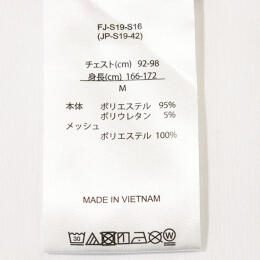 FJ-S19-S16
(JP-S19-42)
チェスト(cm) 92-98
身長(cm) 166-172
M
本体 ポリエステル 95%
ポリウレタン 5%
メッシュ
ポリエステル 100%
MADE IN VIETNAM
30 W